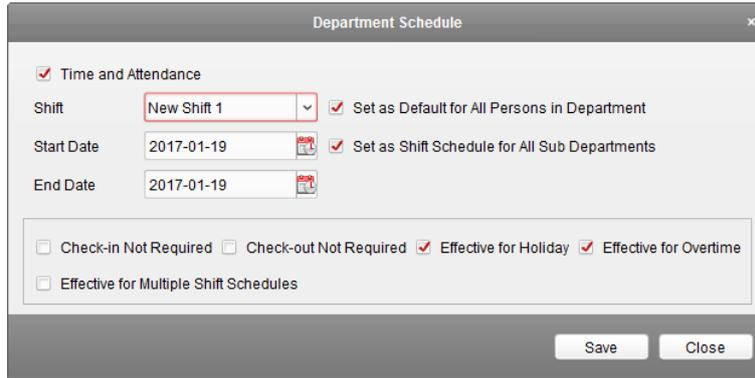 Department Schedule x
Time and Attendance
Shift New Shift 1 Set as Default for All Persons in Department
Start Date 2017-01-19 Set as Shift Schedule for All Sub Departments
End Date 2017-01-19
Check-in Not Required Check-out Not Required Effective for Holiday Effective for Overtime
Effective for Multiple Shift Schedules
Save Close